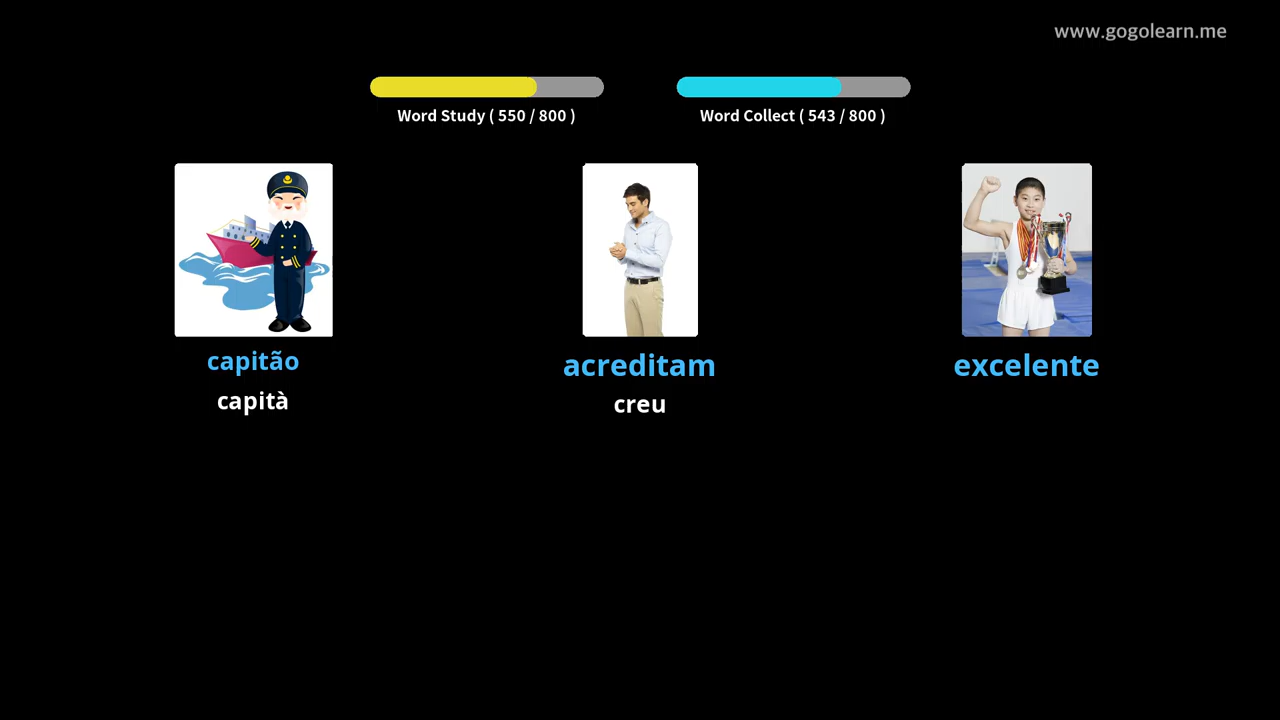 www.gogolearn.me
Word Study ( 550 / 800 )
Word Collect ( 543 / 800 )
capitão
acreditam
excelente
capità
creu